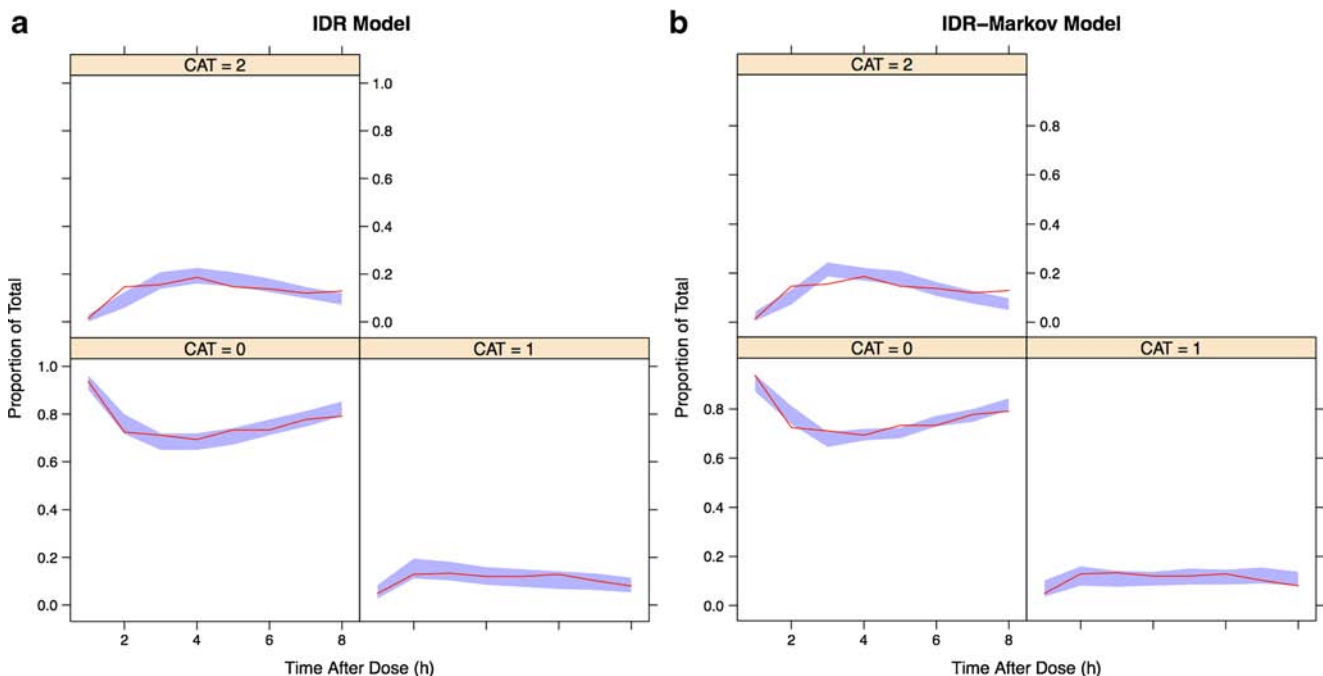 a
IDR Model
CAT = 2
1.0
0.8
0.6
0.4
0.2
0.0
CAT = 0
CAT = 1
1.0
0.8
0.6
0.4
0.2
0.0
2 4 6 8
Proportion of Total
Time After Dose (h)
b
IDR–Markov Model
CAT = 2
0.8
0.6
0.4
0.2
0.0
CAT = 0
CAT = 1
0.8
0.6
0.4
0.2
0.0
2 4 6 8
Proportion of Total
Time After Dose (h)